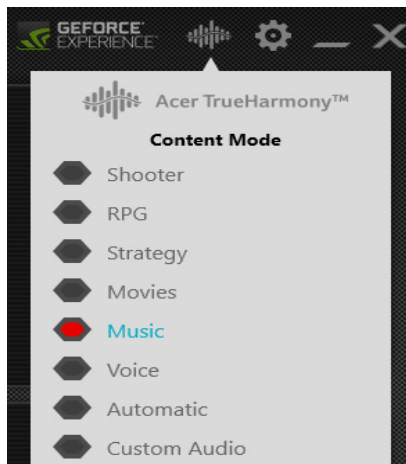 GEFORCE
EXPERIENCE
Acer TrueHarmony™
Content Mode
Shooter
RPG
Strategy
Movies
Music
Voice
Automatic
Custom Audio